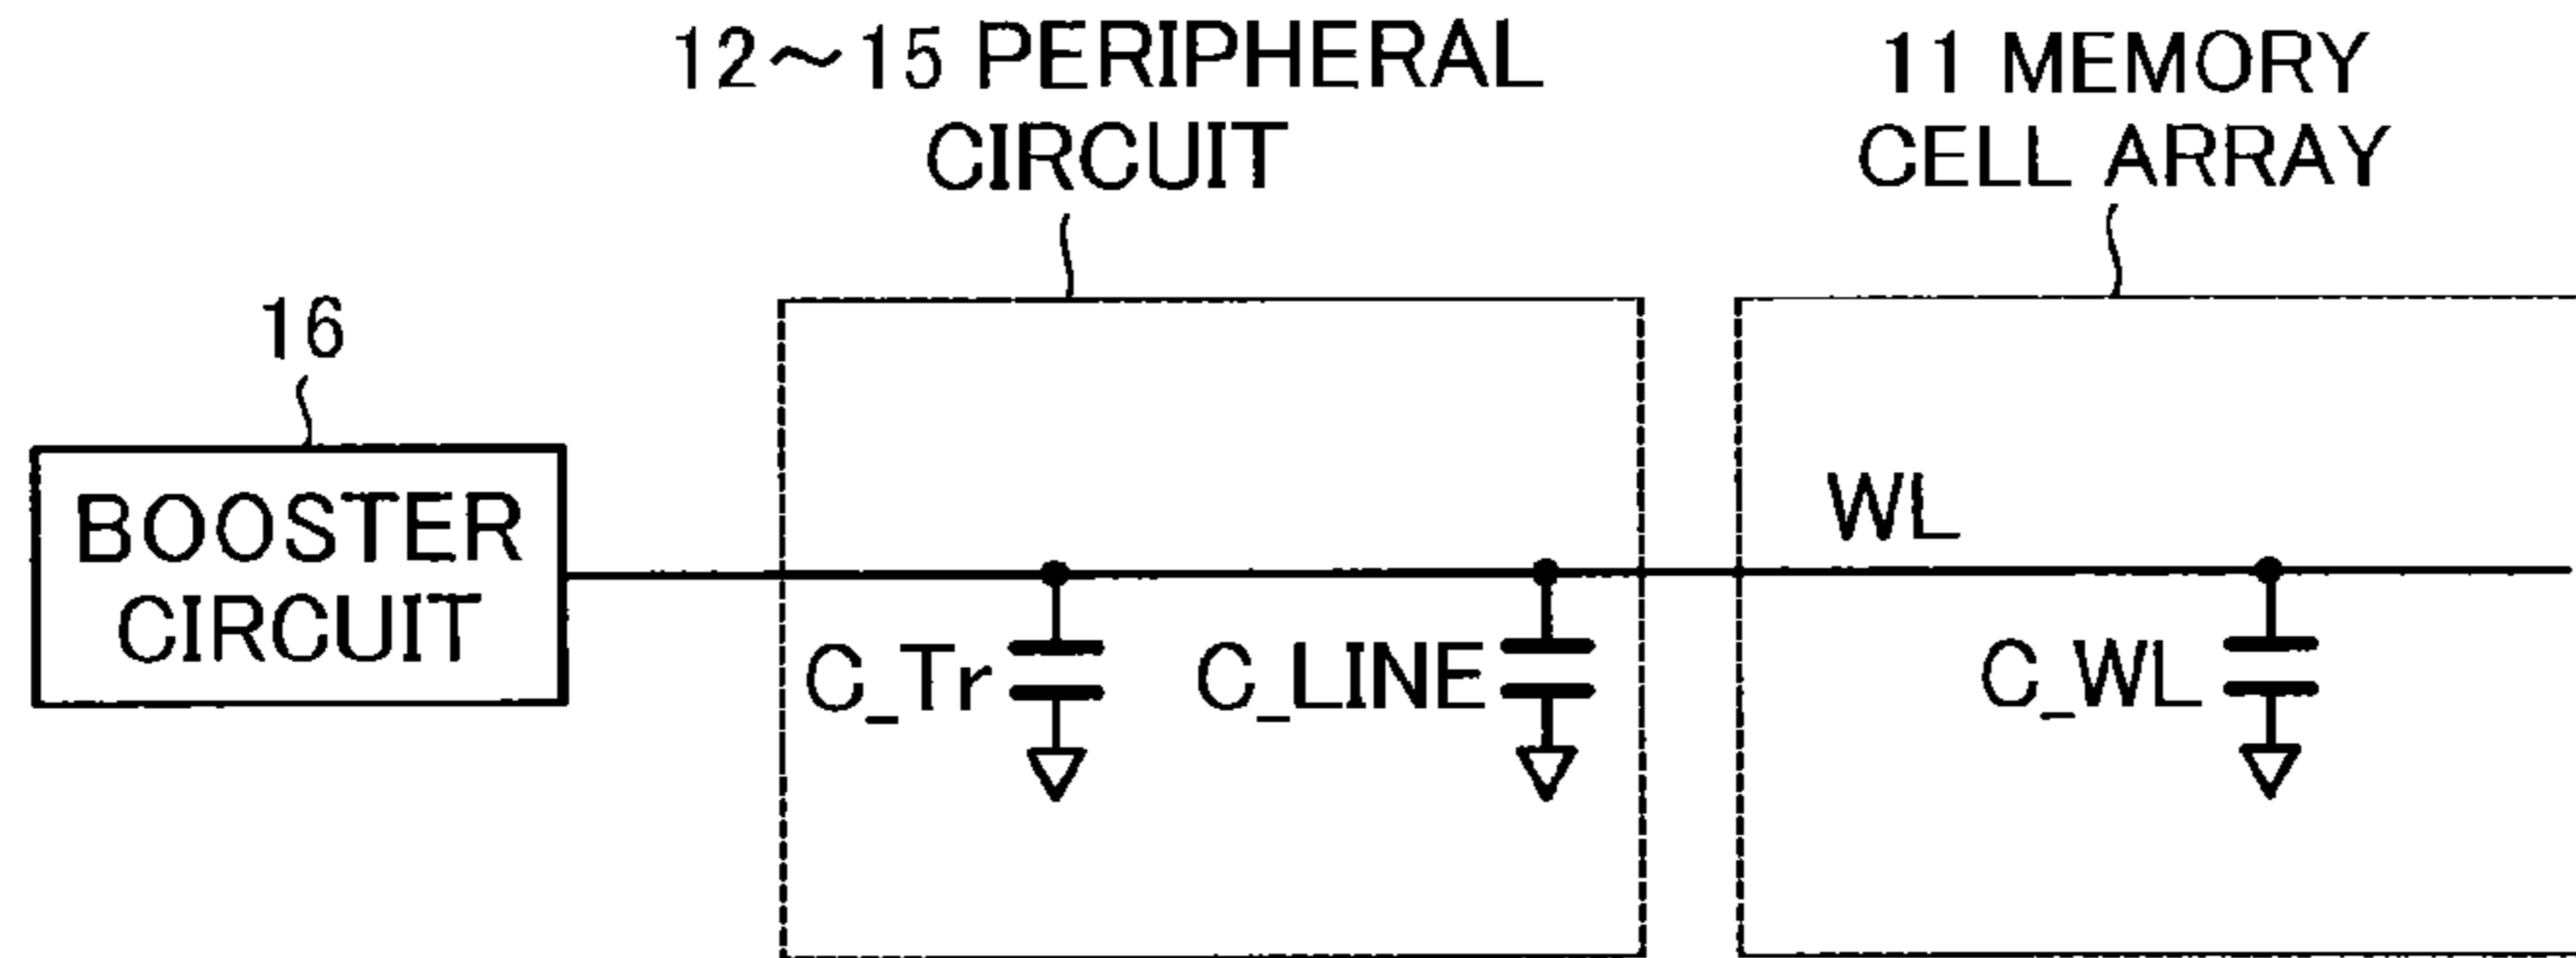 12~15 PERIPHERAL
CIRCUIT
11 MEMORY
CELL ARRAY
16
BOOSTER
CIRCUIT
WL
C_Tr
C_LINE
C_WL